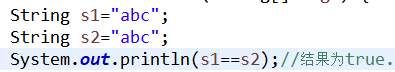 String s1="abc";
String s2="abc";
System.out.println(s1==s2);//结果为true.